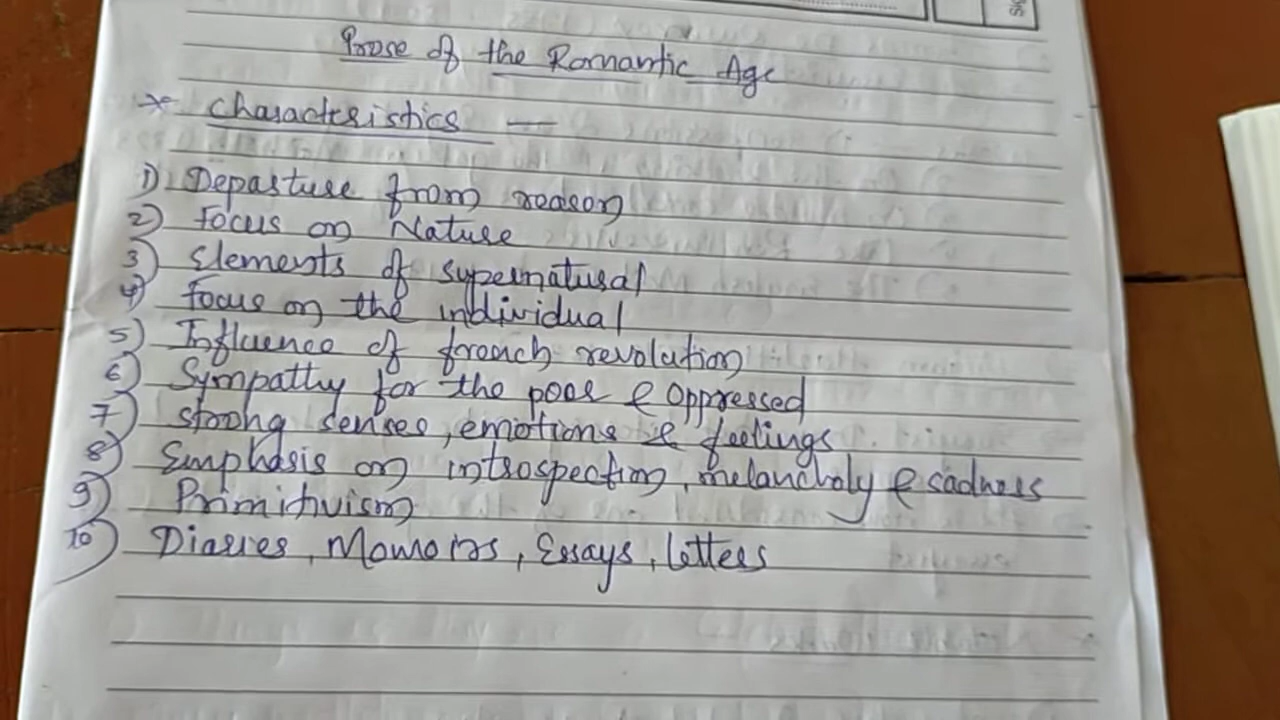 Prose of the Romantic Age
* Characteristics —
1) Departure from reason
2) Focus on Nature
3) Elements of supernatural
4) Focus on the individual
5) Influence of french revolution
6) Sympathy for the poor & oppressed
7) strong senses, emotions & feelings
8) Emphasis on introspection, melancholy & sadness
9) Primitivism
10) Diaries, Memoirs, Essays, letters